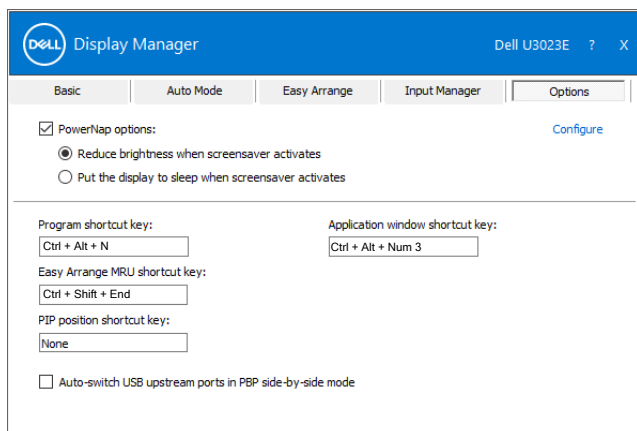 DELL Display Manager Dell U3023E ? X
Basic Auto Mode Easy Arrange Input Manager Options
PowerNap options: Configure
Reduce brightness when screensaver activates
Put the display to sleep when screensaver activates
Program shortcut key: Application window shortcut key:
Ctrl + Alt + N Ctrl + Alt + Num 3
Easy Arrange MRU shortcut key:
Ctrl + Shift + End
PIP position shortcut key:
None
Auto-switch USB upstream ports in PBP side-by-side mode